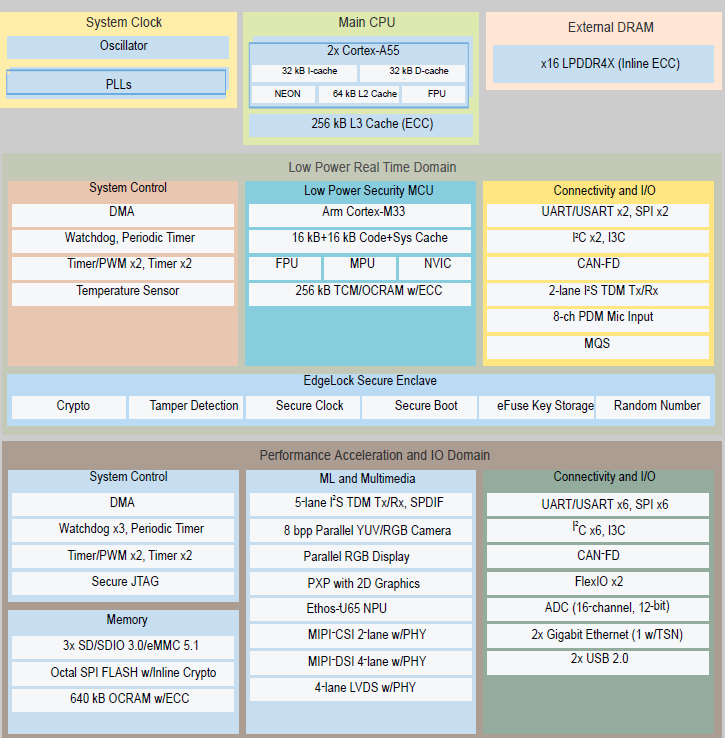 System Clock
Oscillator
PLLs
Main CPU
2x Cortex-A55
32 kB I-cache
32 kB D-cache
NEON
64 kB L2 Cache
FPU
256 kB L3 Cache (ECC)
External DRAM
x16 LPDDR4X (Inline ECC)
Low Power Real Time Domain
System Control
DMA
Watchdog, Periodic Timer
Timer/PWM x2, Timer x2
Temperature Sensor
Low Power Security MCU
Arm Cortex-M33
16 kB+16 kB Code+Sys Cache
FPU
MPU
NVIC
256 kB TCM/OCRAM w/ECC
Connectivity and I/O
UART/USART x2, SPI x2
I²C x2, I3C
CAN-FD
2-lane I²S TDM Tx/Rx
8-ch PDM Mic Input
MQS
EdgeLock Secure Enclave
Crypto
Tamper Detection
Secure Clock
Secure Boot
eFuse Key Storage
Random Number
Performance Acceleration and IO Domain
System Control
DMA
Watchdog x3, Periodic Timer
Timer/PWM x2, Timer x2
Secure JTAG
Memory
3x SD/SDIO 3.0/eMMC 5.1
Octal SPI FLASH w/Inline Crypto
640 kB OCRAM w/ECC
ML and Multimedia
5-lane I²S TDM Tx/Rx, SPDIF
8 bpp Parallel YUV/RGB Camera
Parallel RGB Display
PXP with 2D Graphics
Ethos-U65 NPU
MIPI-CSI 2-lane w/PHY
MIPI-DSI 4-lane w/PHY
4-lane LVDS w/PHY
Connectivity and I/O
UART/USART x6, SPI x6
I²C x6, I3C
CAN-FD
FlexIO x2
ADC (16-channel, 12-bit)
2x Gigabit Ethernet (1 w/TSN)
2x USB 2.0